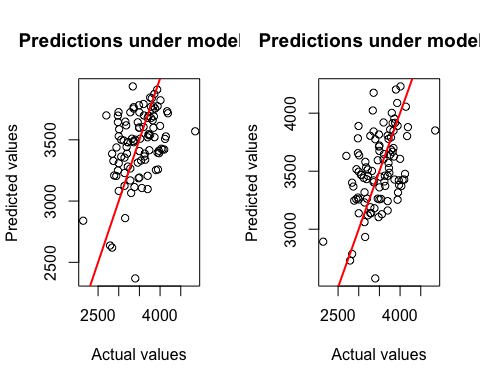 Predictions under model
Predicted values
2500 3000 3500
2500 4000
Actual values
Predictions under model
Predicted values
3000 3500 4000
2500 4000
Actual values